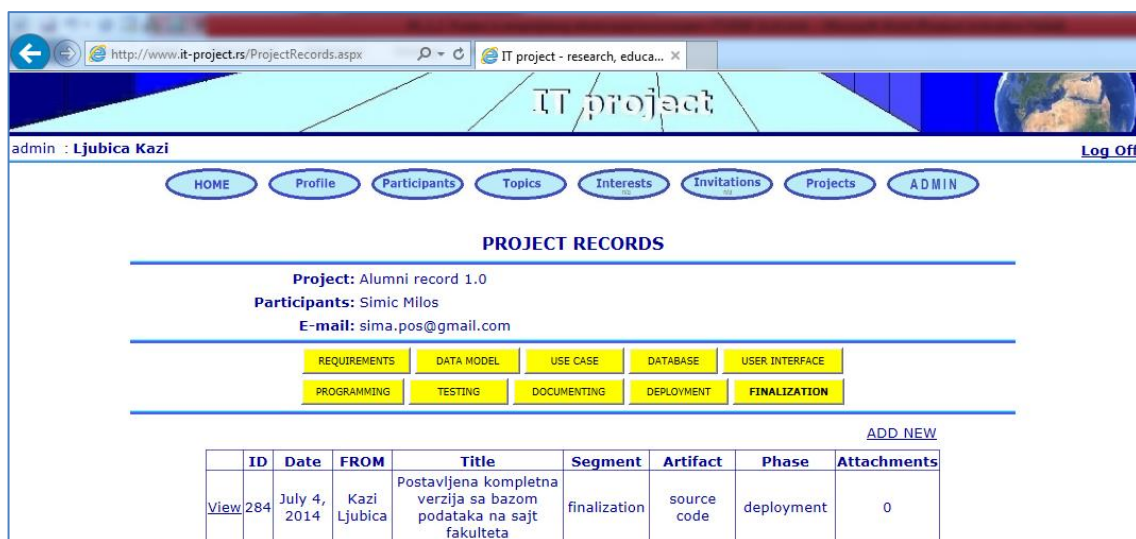 http://www.it-project.rs/ProjectRecords.aspx
IT project - research, educa...
IT project
admin : Ljubica Kazi
Log Off
HOME Profile Participants Topics Interests Invitations Projects ADMIN
PROJECT RECORDS
Project: Alumni record 1.0
Participants: Simic Milos
E-mail: sima.pos@gmail.com
REQUIREMENTS DATA MODEL USE CASE DATABASE USER INTERFACE
PROGRAMMING TESTING DOCUMENTING DEPLOYMENT FINALIZATION
ADD NEW
ID Date FROM Title Segment Artifact Phase Attachments
View 284 July 4, 2014 Kazi Ljubica Postavljena kompletna verzija sa bazom podataka na sajt fakulteta finalization source code deployment 0